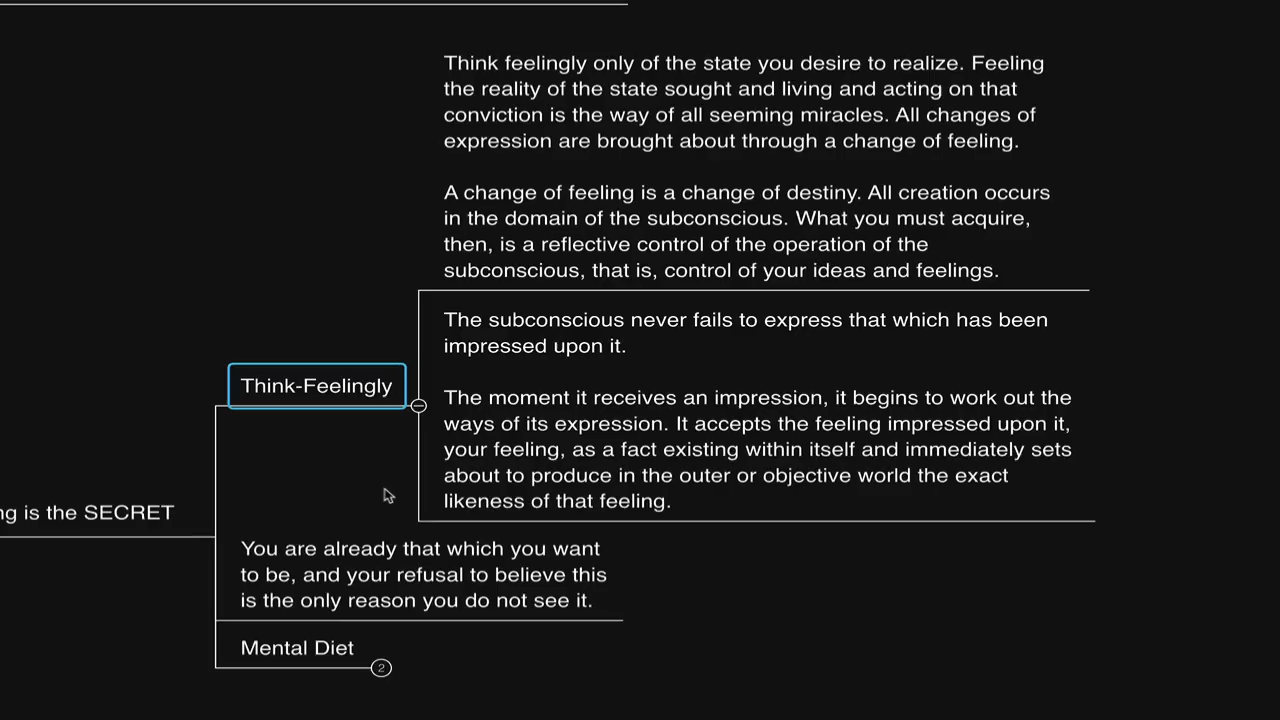 Think feelingly only of the state you desire to realize. Feeling
the reality of the state sought and living and acting on that
conviction is the way of all seeming miracles. All changes of
expression are brought about through a change of feeling.
A change of feeling is a change of destiny. All creation occurs
in the domain of the subconscious. What you must acquire,
then, is a reflective control of the operation of the
subconscious, that is, control of your ideas and feelings.
The subconscious never fails to express that which has been
impressed upon it.
Think-Feelingly
The moment it receives an impression, it begins to work out the
ways of its expression. It accepts the feeling impressed upon it,
your feeling, as a fact existing within itself and immediately sets
about to produce in the outer or objective world the exact
likeness of that feeling.
is the SECRET
You are already that which you want
to be, and your refusal to believe this
is the only reason you do not see it.
Mental Diet
2